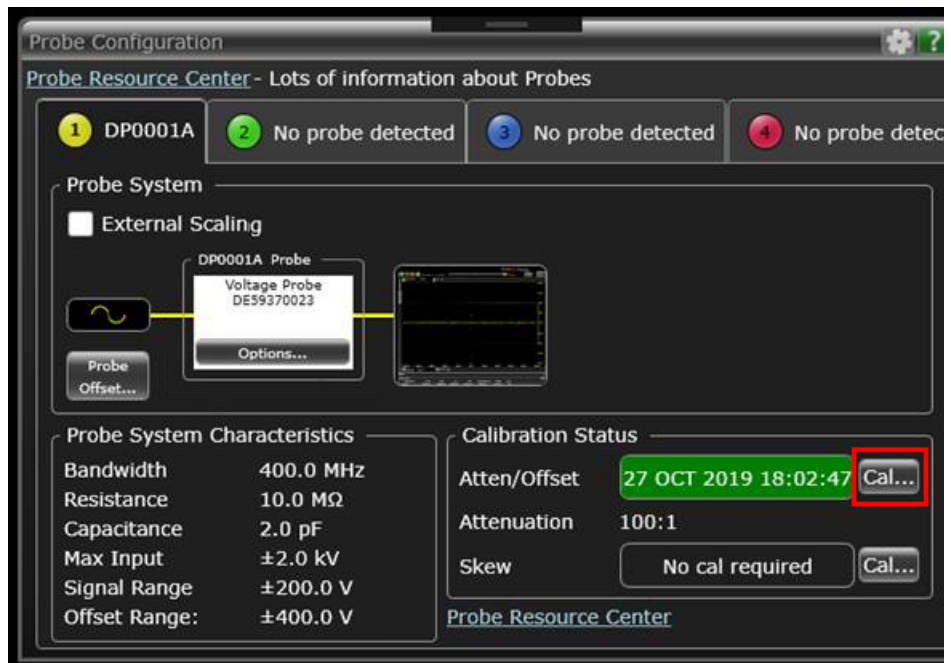 Probe Configuration
?
Probe Resource Center - Lots of information about Probes
1 DP0001A
2 No probe detected
3 No probe detected
4 No probe detec
Probe System
External Scaling
DP0001A Probe
Voltage Probe
DE59370023
Options...
Probe
Offset...
Probe System Characteristics
Bandwidth 400.0 MHz
Resistance 10.0 MΩ
Capacitance 2.0 pF
Max Input ±2.0 kV
Signal Range ±200.0 V
Offset Range: ±400.0 V
Calibration Status
Atten/Offset 27 OCT 2019 18:02:47 Cal...
Attenuation 100:1
Skew No cal required Cal...
Probe Resource Center